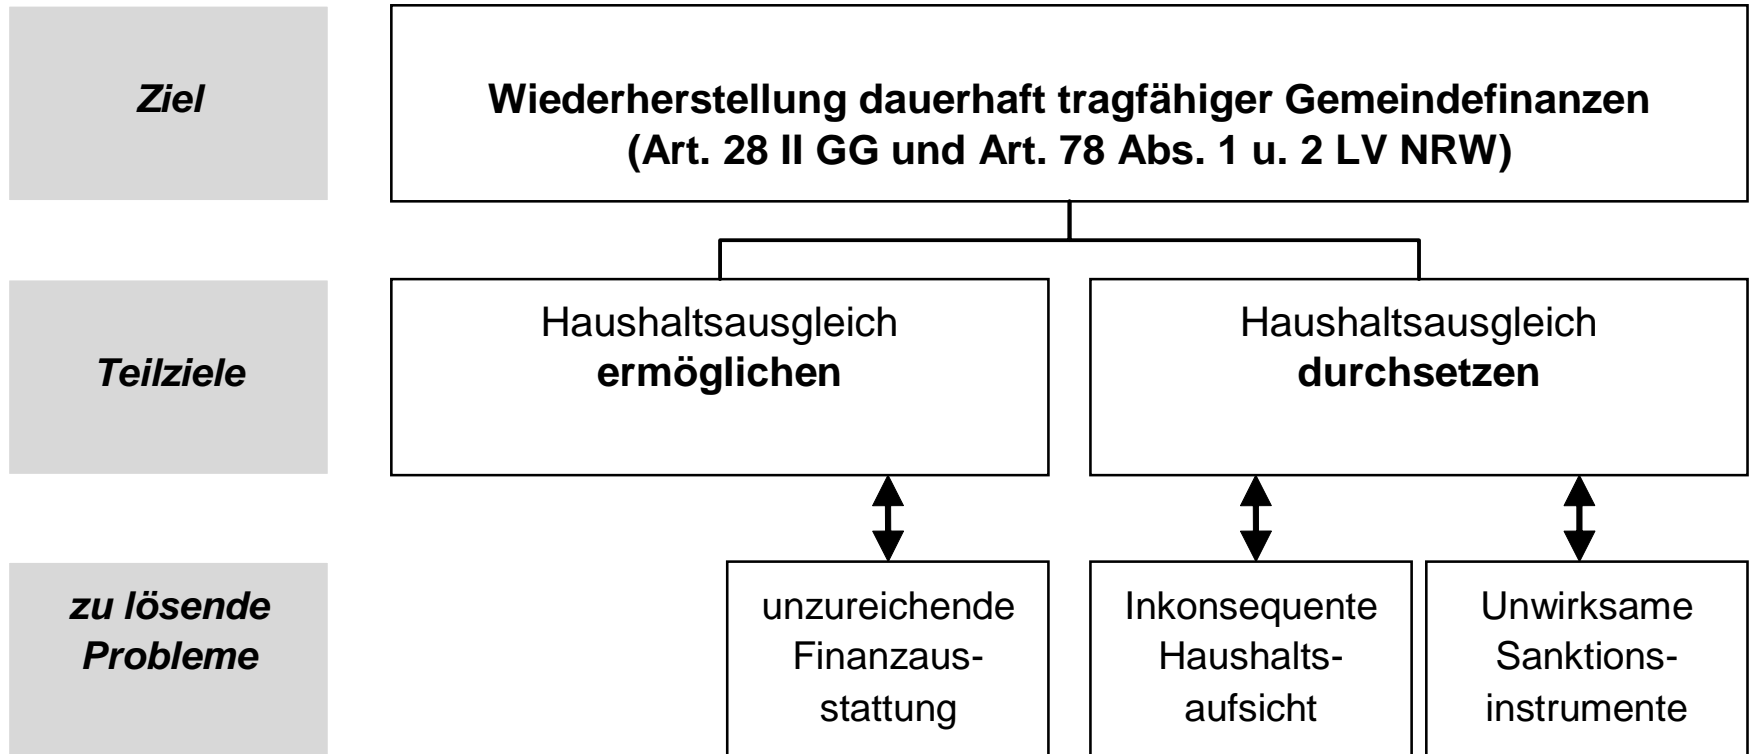 Ziel
Wiederherstellung dauerhaft tragfähiger Gemeindefinanzen
(Art. 28 II GG und Art. 78 Abs. 1 u. 2 LV NRW)
Teilziele
Haushaltsausgleich
ermöglichen
Haushaltsausgleich
durchsetzen
zu lösende
Probleme
unzureichende
Finanzaus-
stattung
Inkonsequente
Haushalts-
aufsicht
Unwirksame
Sanktions-
instrumente